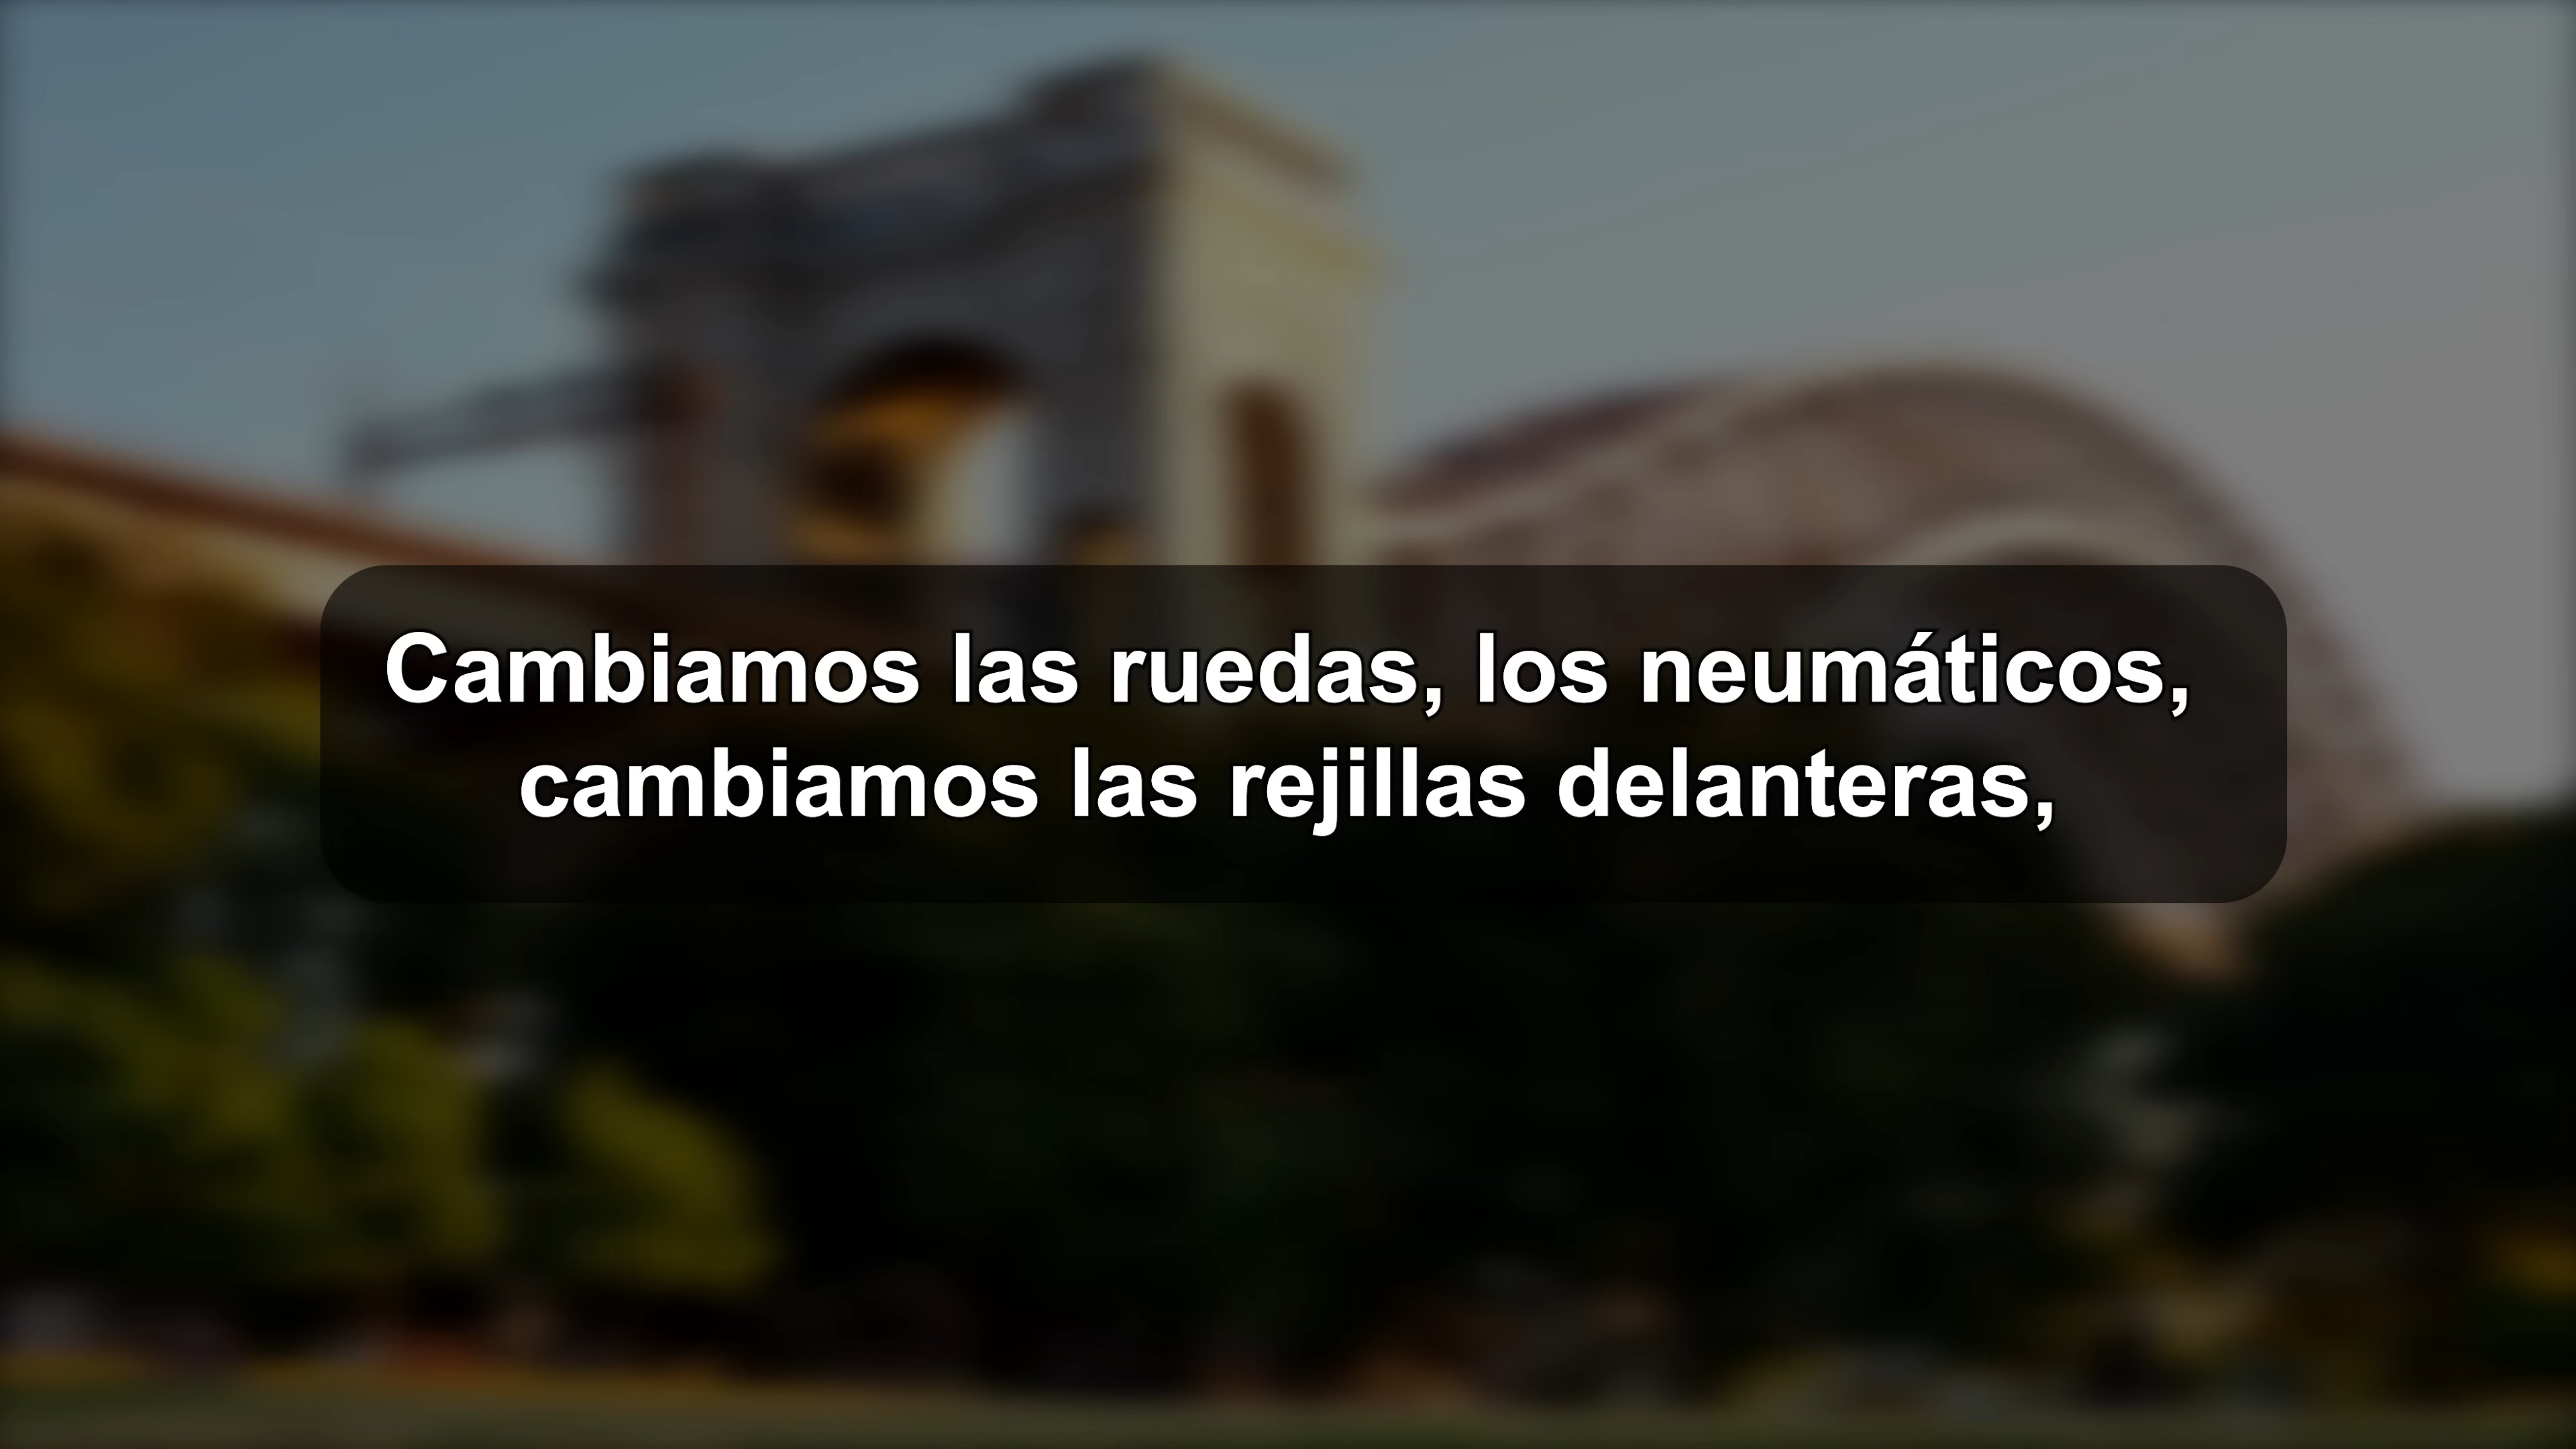 Cambiamos las ruedas, los neumáticos,
cambiamos las rejillas delanteras,